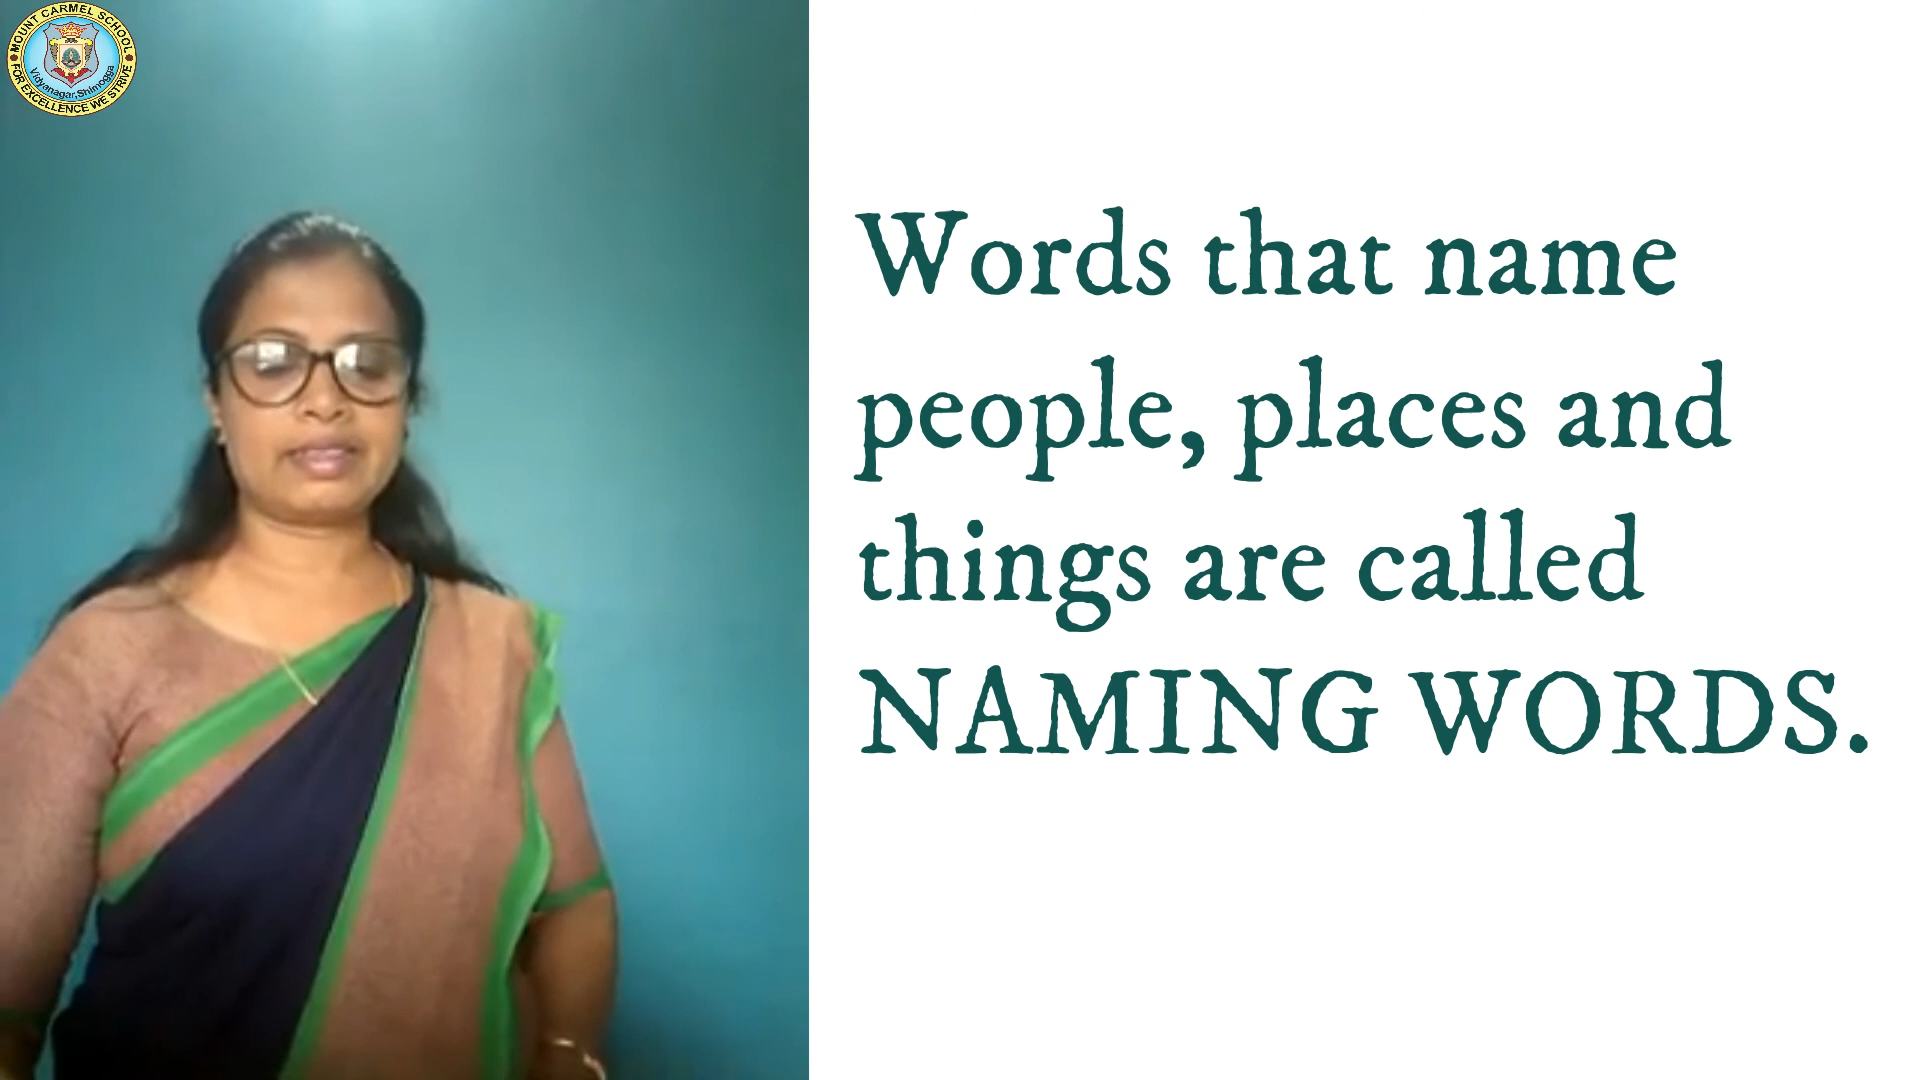 MOUNT CARMEL SCHOOL
Vidyanagar,Shimogga
FOR EXCELLENCE WE STRIVE
Words that name
people, places and
things are called
NAMING WORDS.